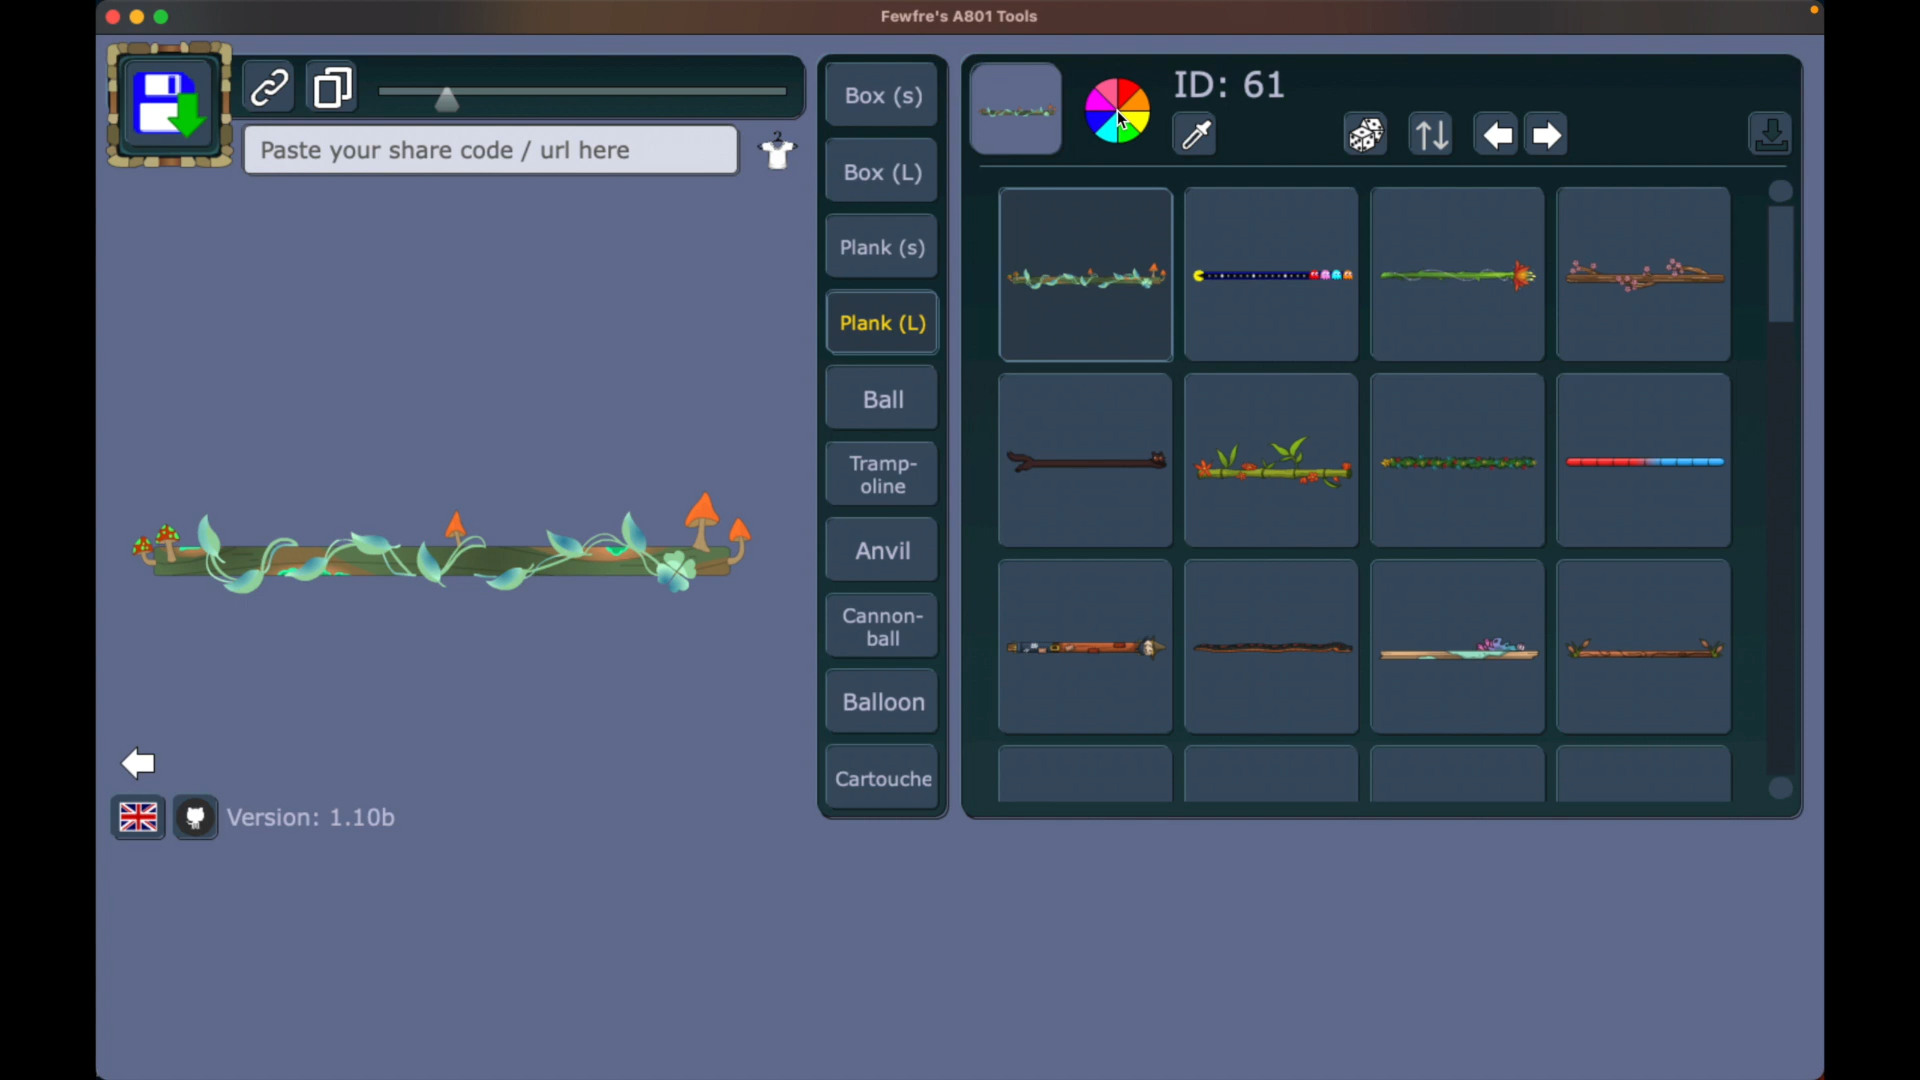 Fewfre's A801 Tools
Paste your share code / url here
2
Box (s)
Box (L)
Plank (s)
Plank (L)
Ball
Tramp-
oline
Anvil
Cannon-
ball
Balloon
Cartouche
ID: 61
Version: 1.10b